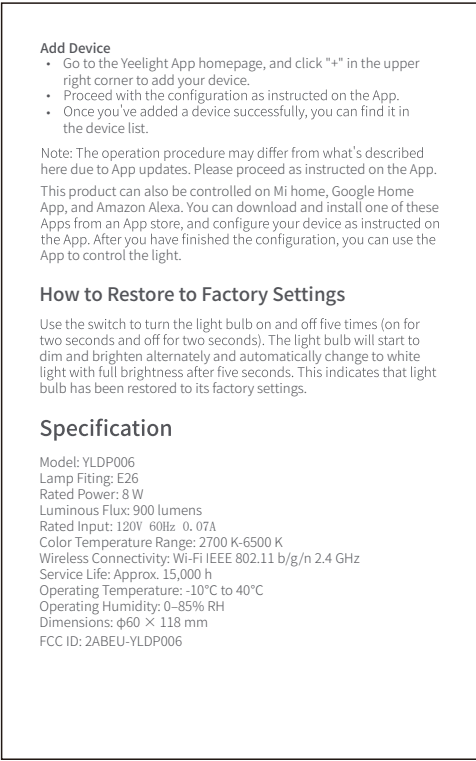 Add Device
• Go to the Yeelight App homepage, and click "+" in the upper
right corner to add your device.
• Proceed with the configuration as instructed on the App.
• Once you've added a device successfully, you can find it in
the device list.
Note: The operation procedure may differ from what's described
here due to App updates. Please proceed as instructed on the App.
This product can also be controlled on Mi home, Google Home
App, and Amazon Alexa. You can download and install one of these
Apps from an App store, and configure your device as instructed on
the App. After you have finished the configuration, you can use the
App to control the light.
How to Restore to Factory Settings
Use the switch to turn the light bulb on and off five times (on for
two seconds and off for two seconds). The light bulb will start to
dim and brighten alternately and automatically change to white
light with full brightness after five seconds. This indicates that light
bulb has been restored to its factory settings.
Specification
Model: YLDP006
Lamp Fiting: E26
Rated Power: 8 W
Luminous Flux: 900 lumens
Rated Input: 120V 60Hz 0.07A
Color Temperature Range: 2700 K-6500 K
Wireless Connectivity: Wi-Fi IEEE 802.11 b/g/n 2.4 GHz
Service Life: Approx. 15,000 h
Operating Temperature: -10°C to 40°C
Operating Humidity: 0–85% RH
Dimensions: φ60 × 118 mm
FCC ID: 2ABEU-YLDP006